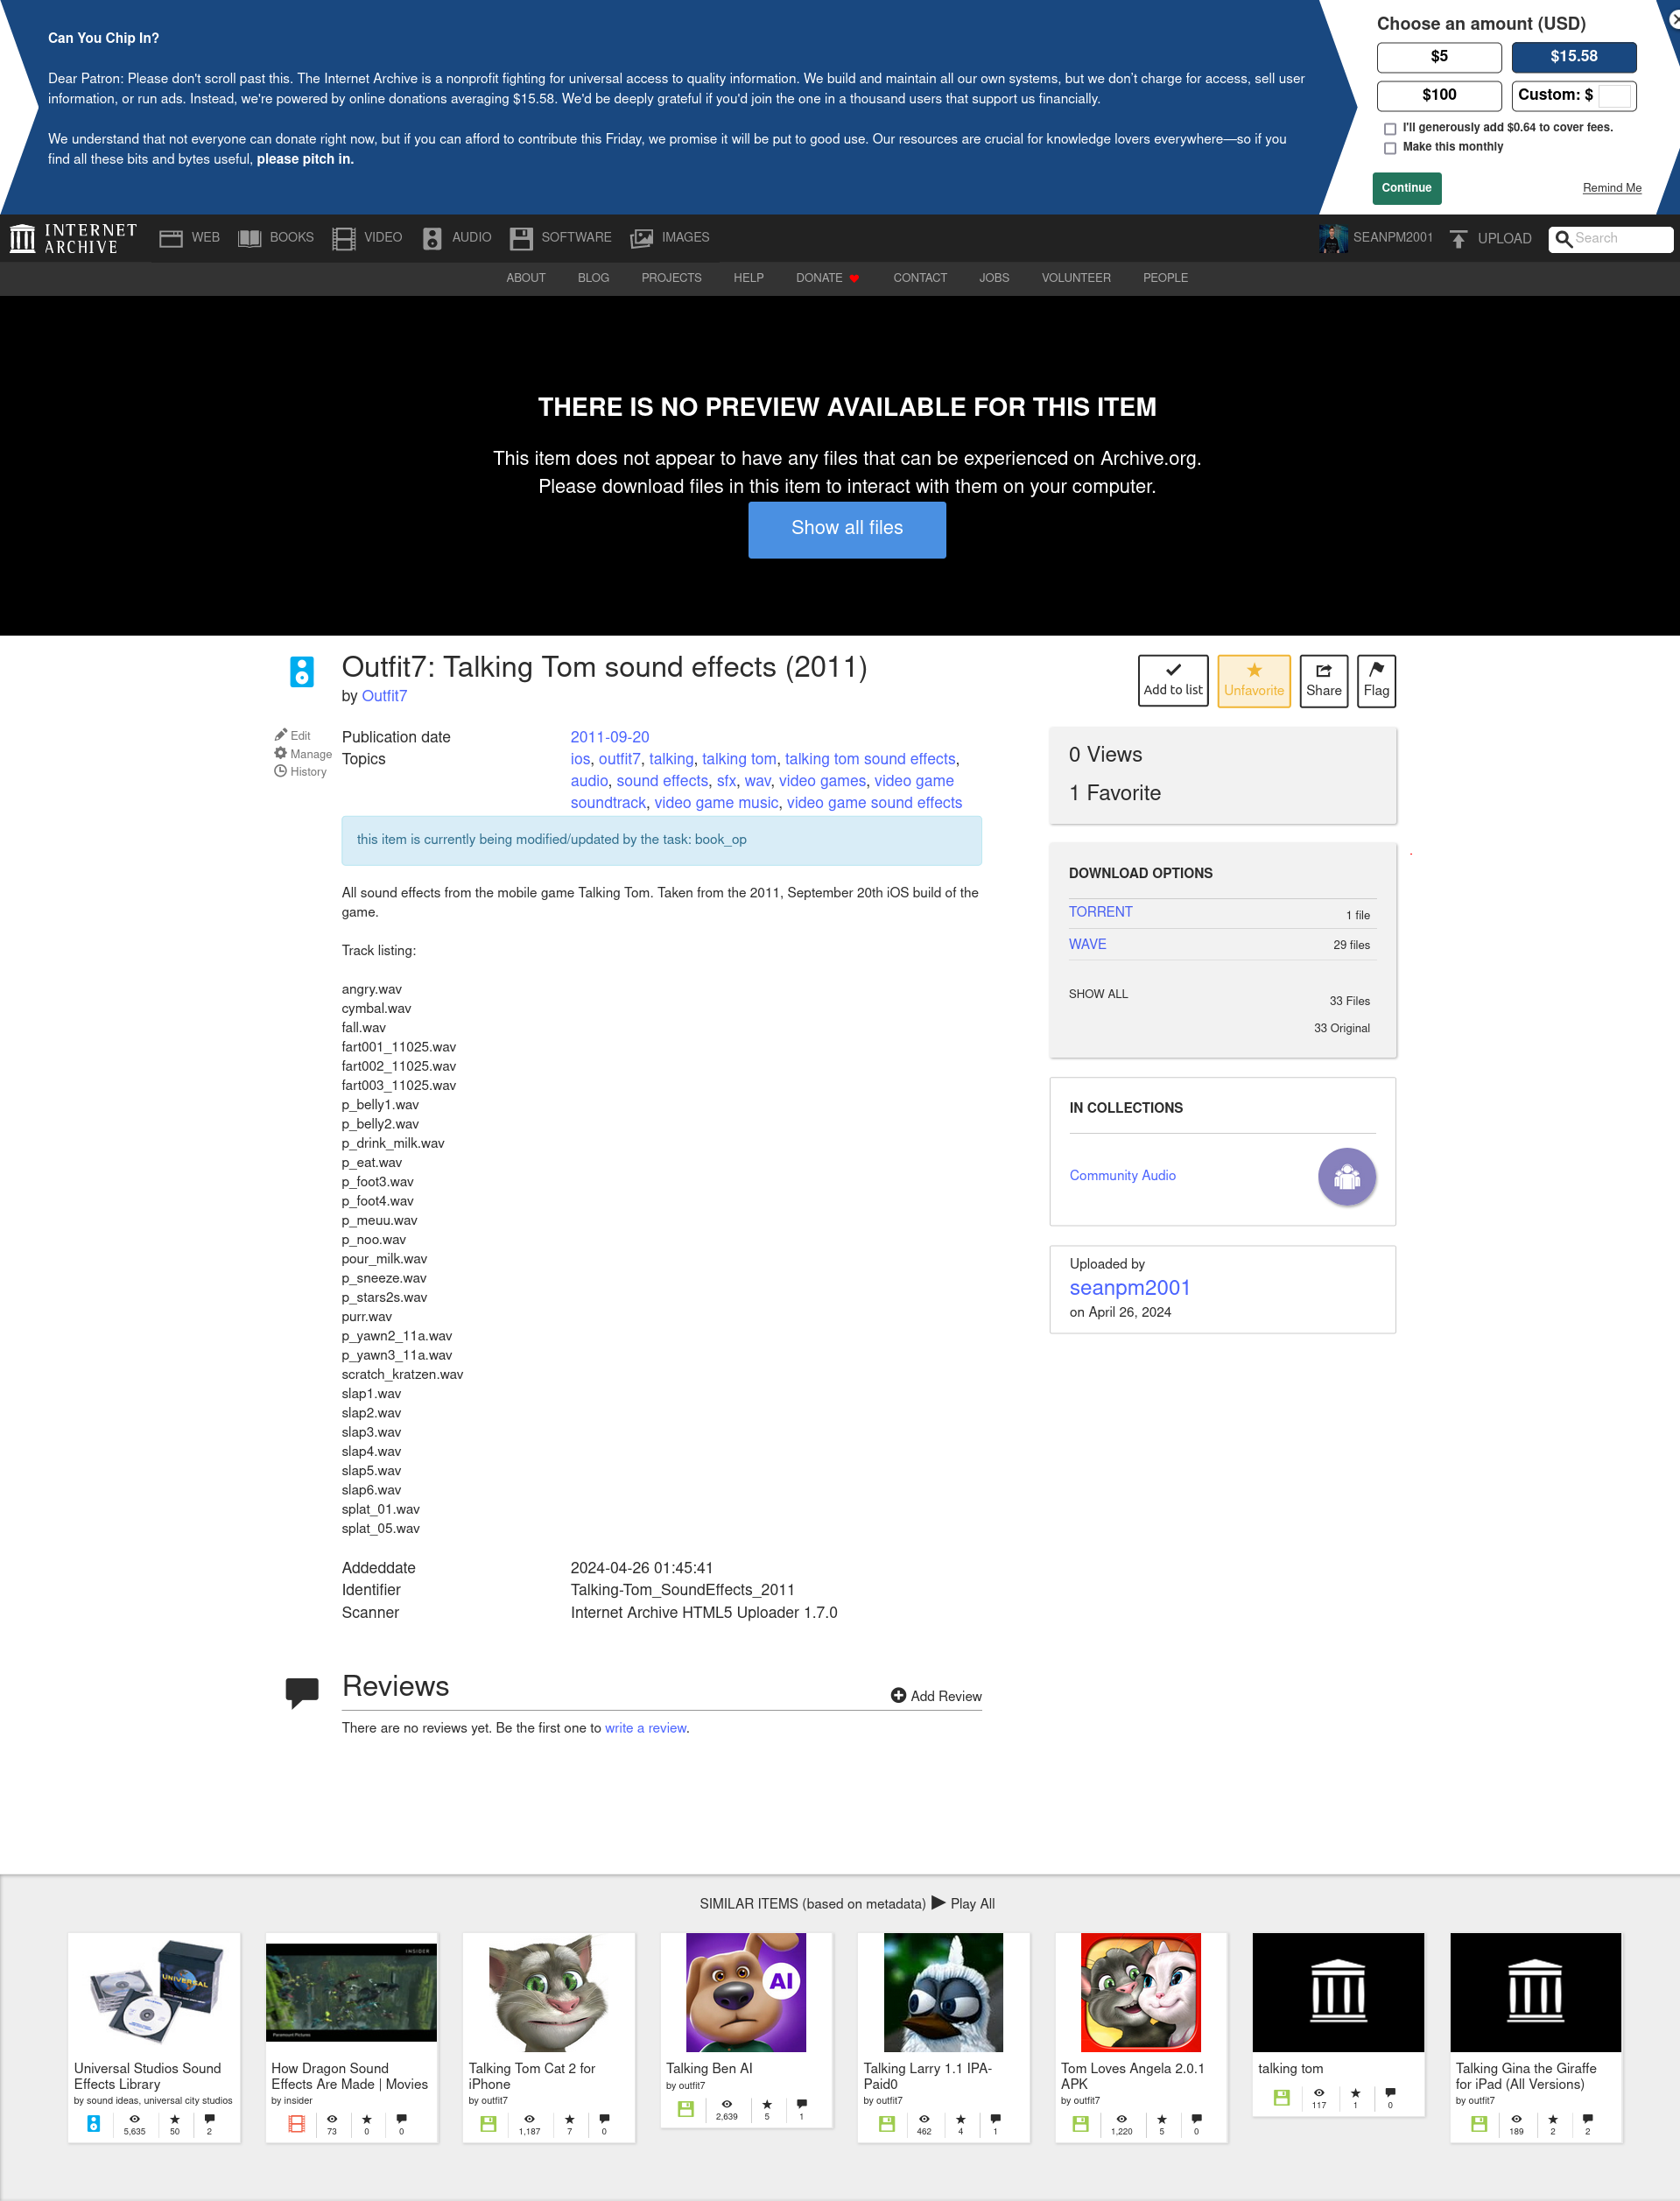 Can You Chip In?
Dear Patron: Please don't scroll past this. The Internet Archive is a nonprofit fighting for universal access to quality information. We build and maintain all our own systems, but we don't charge for access, sell user
information, or run ads. Instead, we're powered by online donations averaging $15.58. We'd be deeply grateful if you'd join the one in a thousand users that support us financially.
We understand that not everyone can donate right now, but if you can afford to contribute this Friday, we promise it will be put to good use. Our resources are crucial for knowledge lovers everywhere—so if you
find all these bits and bytes useful, please pitch in.
Choose an amount (USD)
$5 $15.58
$100 Custom: $
I'll generously add $0.64 to cover fees.
Make this monthly
Continue Remind Me
INTERNET
ARCHIVE
WEB BOOKS VIDEO AUDIO SOFTWARE IMAGES SEANPM2001 UPLOAD Search
ABOUT BLOG PROJECTS HELP DONATE CONTACT JOBS VOLUNTEER PEOPLE
THERE IS NO PREVIEW AVAILABLE FOR THIS ITEM
This item does not appear to have any files that can be experienced on Archive.org.
Please download files in this item to interact with them on your computer.
Show all files
Outfit7: Talking Tom sound effects (2011)
by Outfit7
Add to list Unfavorite Share Flag
Edit
Manage
History
Publication date 2011-09-20
Topics ios, outfit7, talking, talking tom, talking tom sound effects,
audio, sound effects, sfx, wav, video games, video game
soundtrack, video game music, video game sound effects
this item is currently being modified/updated by the task: book_op
All sound effects from the mobile game Talking Tom. Taken from the 2011, September 20th iOS build of the
game.
Track listing:
angry.wav
cymbal.wav
fall.wav
fart001_11025.wav
fart002_11025.wav
fart003_11025.wav
p_belly1.wav
p_belly2.wav
p_drink_milk.wav
p_eat.wav
p_foot3.wav
p_foot4.wav
p_meuu.wav
p_noo.wav
pour_milk.wav
p_sneeze.wav
p_stars2s.wav
purr.wav
p_yawn2_11a.wav
p_yawn3_11a.wav
scratch_kratzen.wav
slap1.wav
slap2.wav
slap3.wav
slap4.wav
slap5.wav
slap6.wav
splat_01.wav
splat_05.wav
Addeddate 2024-04-26 01:45:41
Identifier Talking-Tom_SoundEffects_2011
Scanner Internet Archive HTML5 Uploader 1.7.0
0 Views
1 Favorite
DOWNLOAD OPTIONS
TORRENT 1 file
WAVE 29 files
SHOW ALL 33 Files
33 Original
IN COLLECTIONS
Community Audio
Uploaded by
seanpm2001
on April 26, 2024
Reviews
Add Review
There are no reviews yet. Be the first one to write a review.
SIMILAR ITEMS (based on metadata) Play All
UNIVERSAL
Universal Studios Sound
Effects Library
by sound ideas, universal city studios
5,635 50 2
INSIDER
Paramount Pictures
How Dragon Sound
Effects Are Made | Movies
by insider
73 0 0
Talking Tom Cat 2 for
iPhone
by outfit7
1,187 7 0
AI
Talking Ben AI
by outfit7
2,639 5 1
Talking Larry 1.1 IPA-
Paid0
by outfit7
462 4 1
Tom Loves Angela 2.0.1
APK
by outfit7
1,220 5 0
talking tom
117 1 0
Talking Gina the Giraffe
for iPad (All Versions)
by outfit7
189 2 2